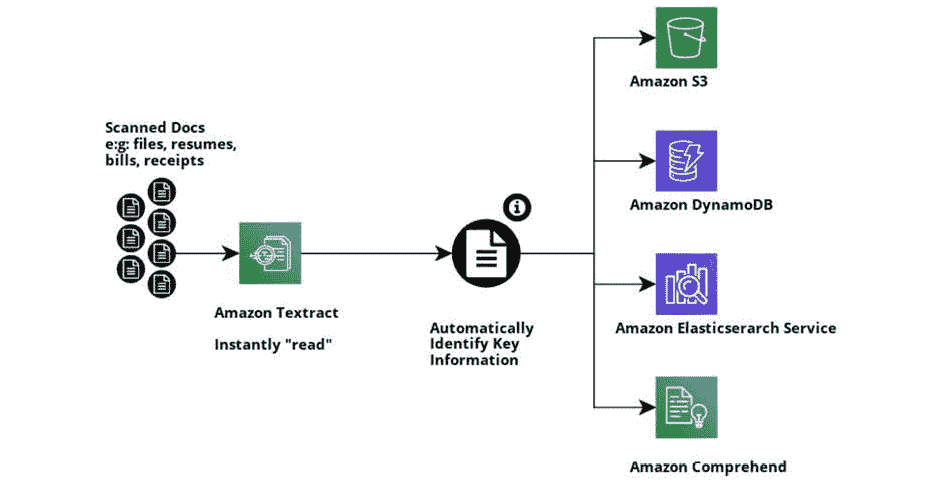 Scanned Docs
e:g: files, resumes,
bills, receipts
Amazon Textract
Instantly "read"
Automatically
Identify Key
Information
Amazon S3
Amazon DynamoDB
Amazon Elasticserarch Service
Amazon Comprehend